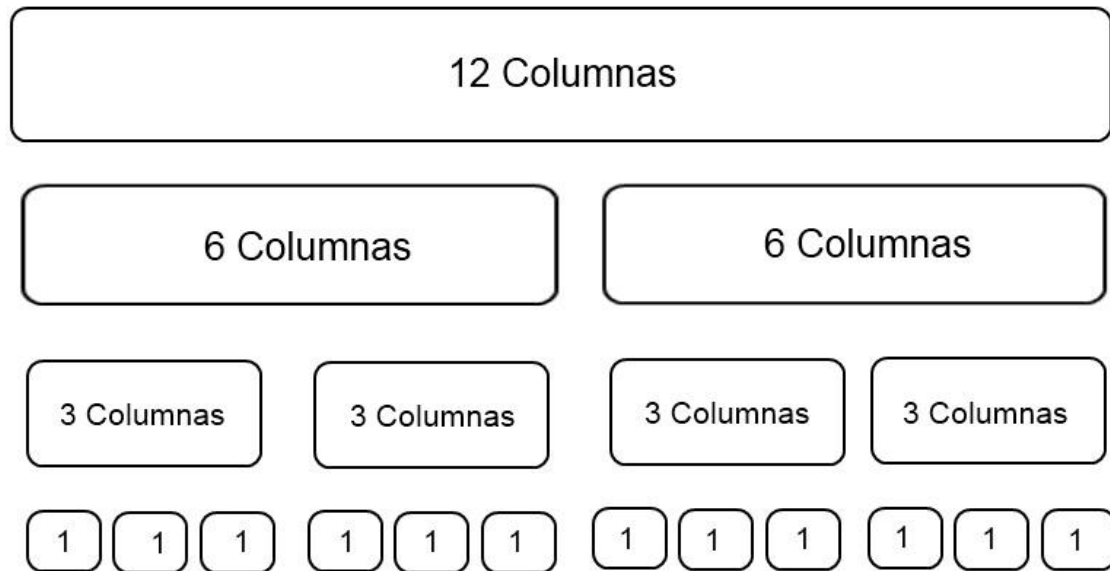 12 Columnas
6 Columnas 6 Columnas
3 Columnas 3 Columnas 3 Columnas 3 Columnas
1 1 1 1 1 1 1 1 1 1 1 1